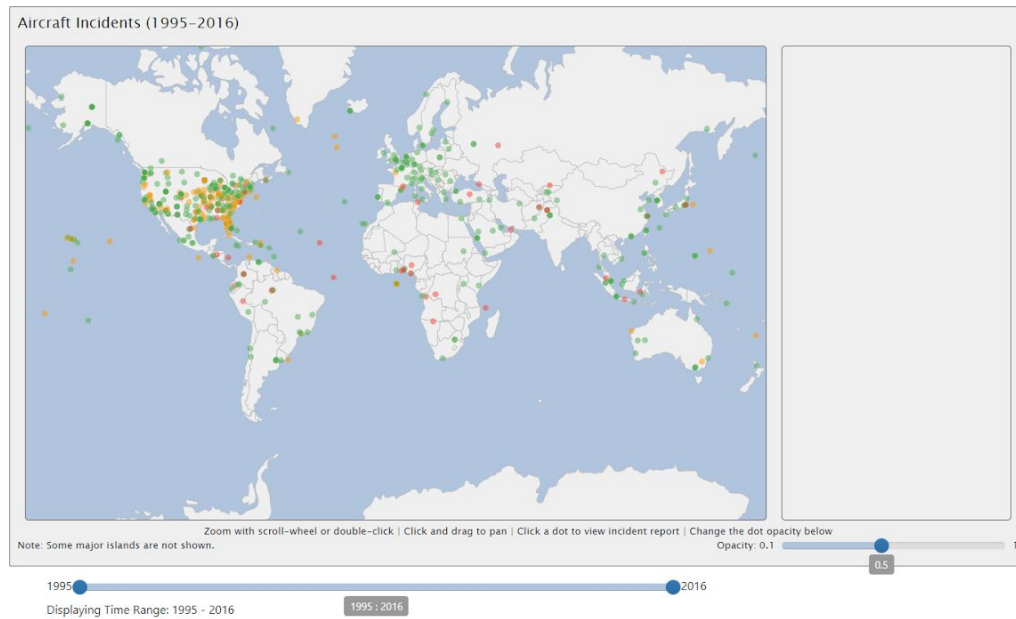 Aircraft Incidents (1995-2016)
Zoom with scroll-wheel or double-click | Click and drag to pan | Click a dot to view incident report | Change the dot opacity below
Note: Some major islands are not shown.
Opacity: 0.1
1
0.5
1995
2016
1995 : 2016
Displaying Time Range: 1995 - 2016